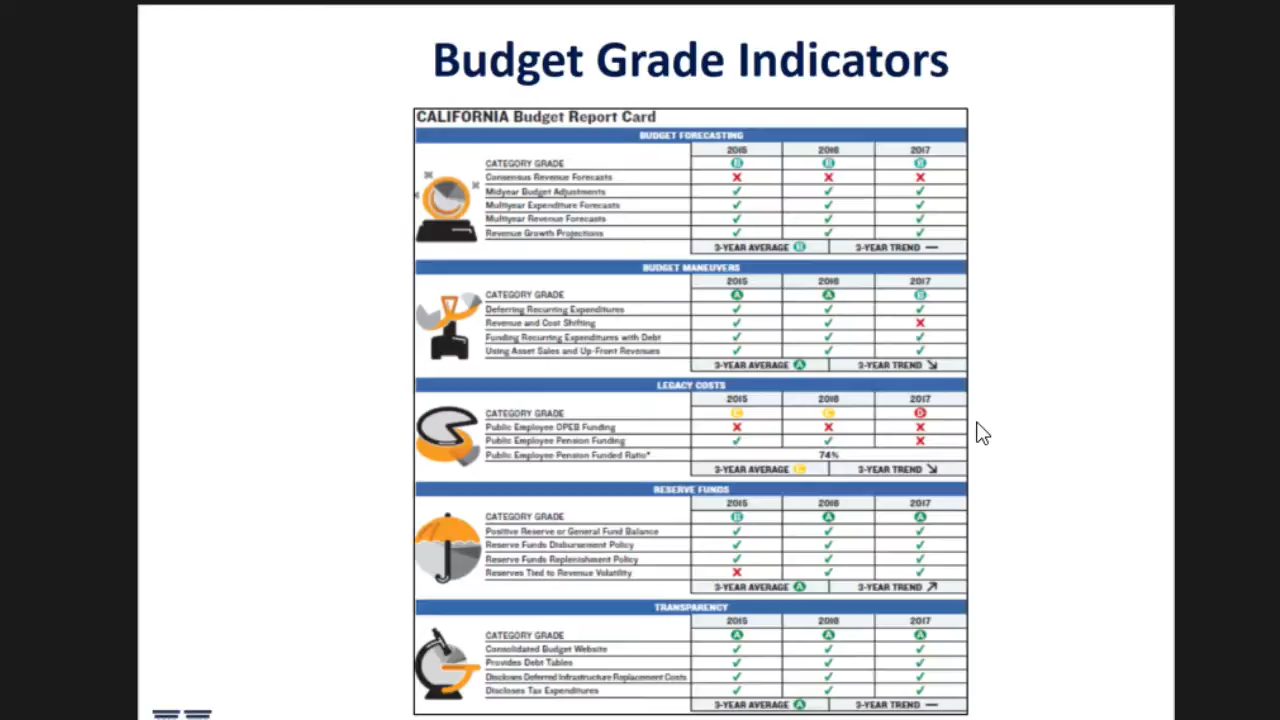 Budget Grade Indicators
CALIFORNIA Budget Report Card
BUDGET FORECASTING
2015 2016 2017
CATEGORY GRADE B B B
Consensus Revenue Forecasts ✗ ✗ ✗
Midyear Budget Adjustments ✓ ✓ ✓
Multiyear Expenditure Forecasts ✓ ✓ ✓
Multiyear Revenue Forecasts ✓ ✓ ✓
Revenue Growth Projections ✓ ✓ ✓
3-YEAR AVERAGE B 3-YEAR TREND —
BUDGET MANEUVERS
2015 2016 2017
CATEGORY GRADE A A B
Deferring Recurring Expenditures ✓ ✓ ✓
Revenue and Cost Shifting ✓ ✓ ✗
Funding Recurring Expenditures with Debt ✓ ✓ ✓
Using Asset Sales and Up-Front Revenues ✓ ✓ ✓
3-YEAR AVERAGE A 3-YEAR TREND ↘
LEGACY COSTS
2015 2016 2017
CATEGORY GRADE C C D
Public Employee OPEB Funding ✗ ✗ ✗
Public Employee Pension Funding ✓ ✓ ✗
Public Employee Pension Funded Ratio* 74%
3-YEAR AVERAGE C 3-YEAR TREND ↘
RESERVE FUNDS
2015 2016 2017
CATEGORY GRADE B A A
Positive Reserve or General Fund Balance ✓ ✓ ✓
Reserve Funds Disbursement Policy ✓ ✓ ✓
Reserve Funds Replenishment Policy ✓ ✓ ✓
Reserves Tied to Revenue Volatility ✗ ✓ ✓
3-YEAR AVERAGE A 3-YEAR TREND ↗
TRANSPARENCY
2015 2016 2017
CATEGORY GRADE A A A
Consolidated Budget Website ✓ ✓ ✓
Provides Debt Tables ✓ ✓ ✓
Discloses Deferred Infrastructure Replacement Costs ✓ ✓ ✓
Discloses Tax Expenditures ✓ ✓ ✓
3-YEAR AVERAGE A 3-YEAR TREND —